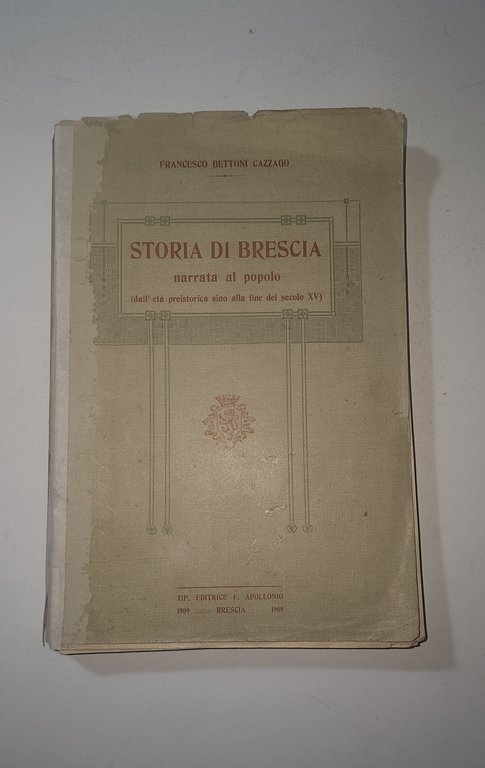 FRANCESCO BETTONI CAZZAGO
STORIA DI BRESCIA
narrata al popolo
(dall' età preistorica sino alla fine del secolo XV)
TIP. EDITRICE F. APOLLONIO
1909 —— BRESCIA —— 1909